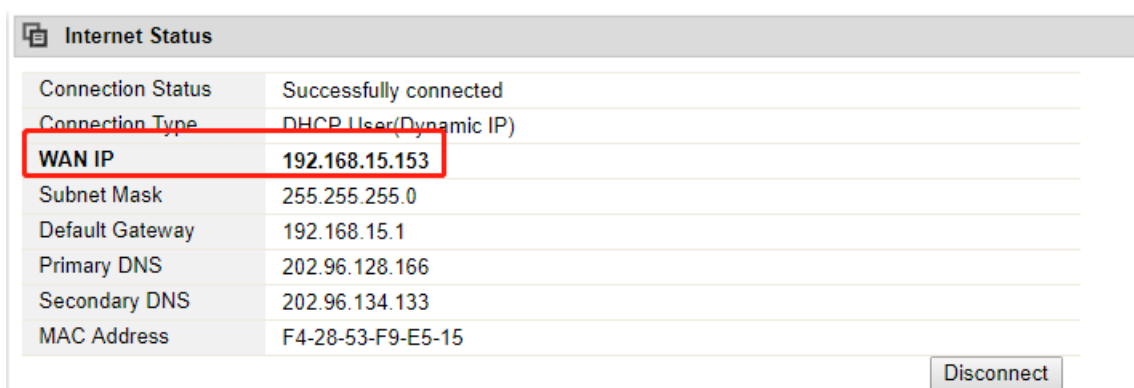 Internet Status
Connection Status Successfully connected
Connection Type DHCP User(Dynamic IP)
WAN IP 192.168.15.153
Subnet Mask 255.255.255.0
Default Gateway 192.168.15.1
Primary DNS 202.96.128.166
Secondary DNS 202.96.134.133
MAC Address F4-28-53-F9-E5-15
Disconnect